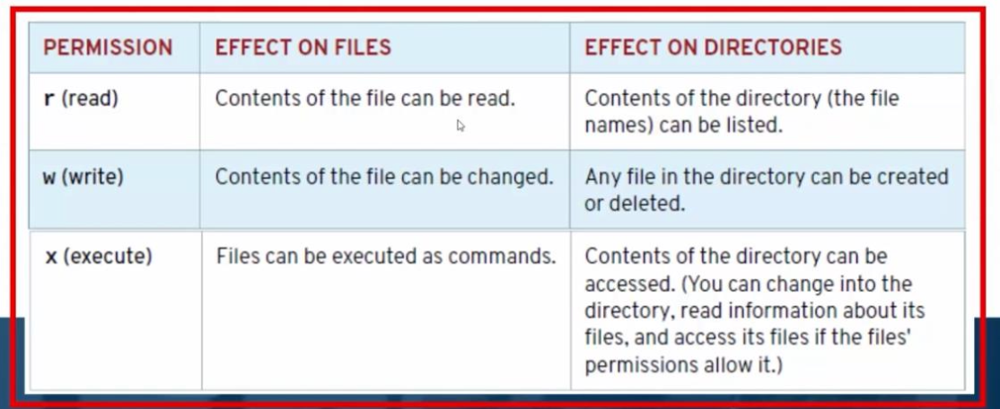 PERMISSION EFFECT ON FILES EFFECT ON DIRECTORIES
r (read) Contents of the file can be read. Contents of the directory (the file
names) can be listed.
w (write) Contents of the file can be changed. Any file in the directory can be created
or deleted.
x (execute) Files can be executed as commands. Contents of the directory can be
accessed. (You can change into the
directory, read information about its
files, and access its files if the files'
permissions allow it.)